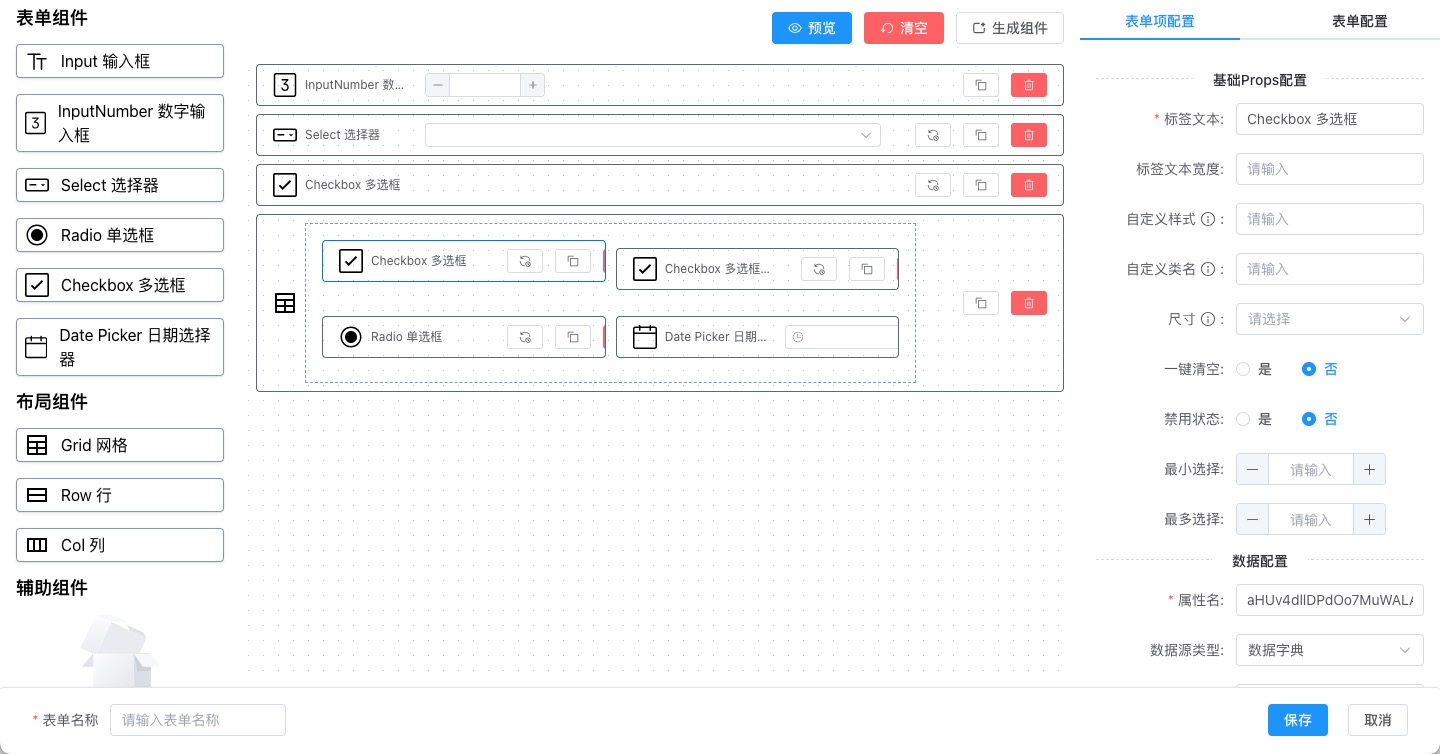 表单组件
Input 输入框
InputNumber 数字输
入框
Select 选择器
Radio 单选框
Checkbox 多选框
Date Picker 日期选择
器
布局组件
Grid 网格
Row 行
Col 列
辅助组件
预览
清空
生成组件
3
InputNumber 数...
Select 选择器
Checkbox 多选框
Checkbox 多选框
Checkbox 多选框...
Radio 单选框
Date Picker 日期...
表单项配置
表单配置
基础Props配置
* 标签文本:
Checkbox 多选框
标签文本宽度:
请输入
自定义样式 :
请输入
自定义类名 :
请输入
尺寸 :
请选择
一键清空:
是
否
禁用状态:
是
否
最小选择:
请输入
最多选择:
请输入
数据配置
* 属性名:
数据源类型:
数据字典
* 表单名称
请输入表单名称
保存
取消